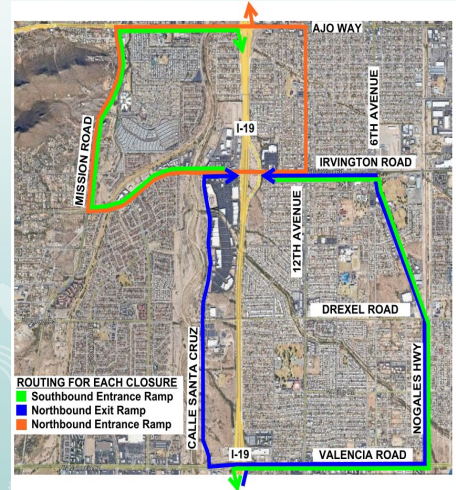 AJO WAY
6TH AVENUE
I-19
MISSION ROAD
IRVINGTON ROAD
12TH AVENUE
DREXEL ROAD
CALLE SANTA CRUZ
NOGALES HWY
ROUTING FOR EACH CLOSURE
Southbound Entrance Ramp
Northbound Exit Ramp
Northbound Entrance Ramp
I-19
VALENCIA ROAD